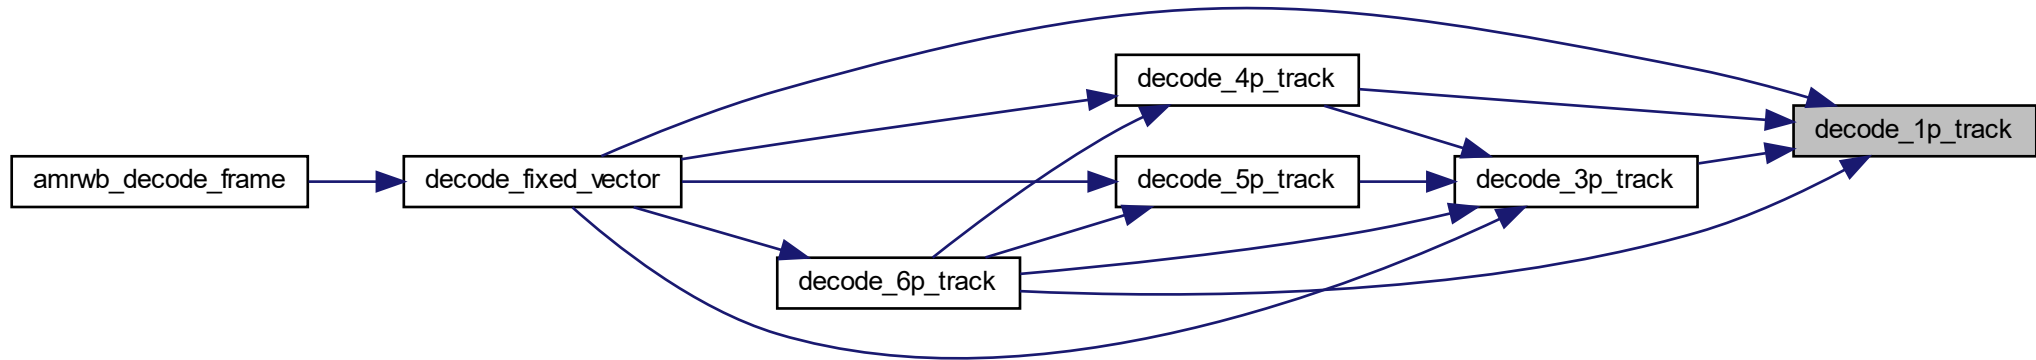 decode_4p_track
decode_1p_track
amrwb_decode_frame
decode_fixed_vector
decode_5p_track
decode_3p_track
decode_6p_track